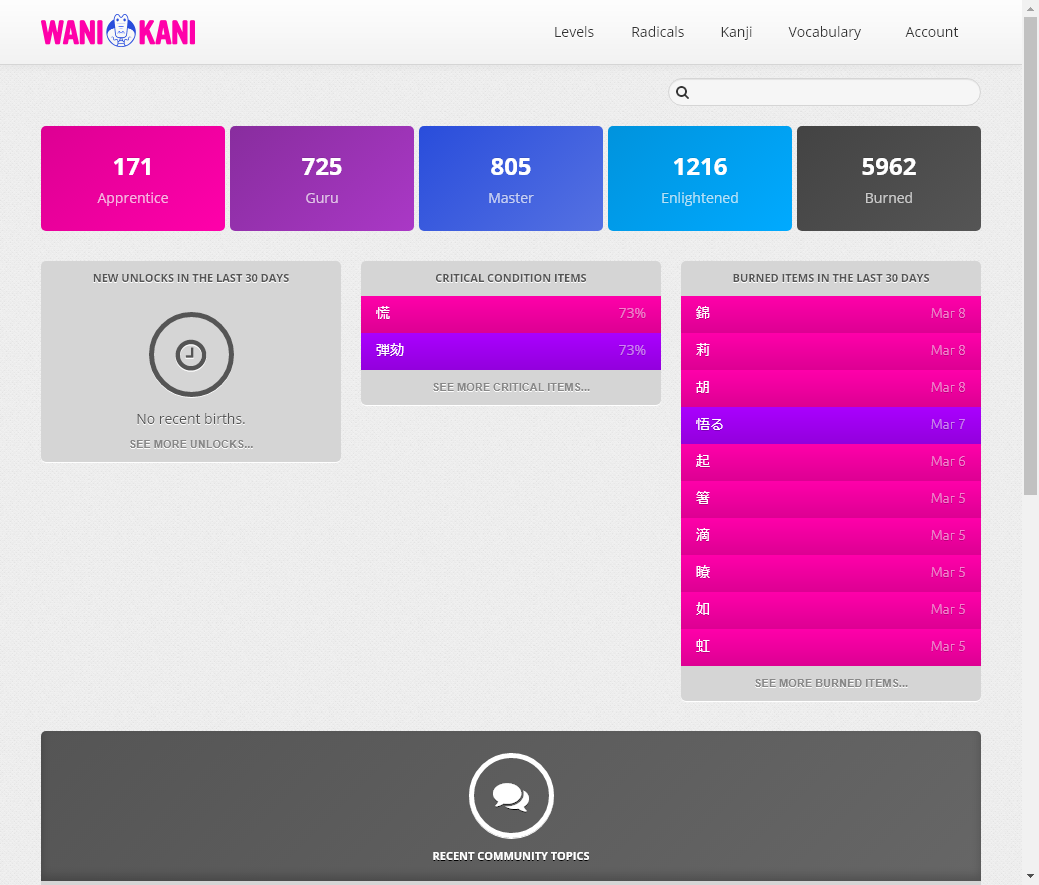 WANIKANI
Levels Radicals Kanji Vocabulary Account
171 725 805 1216 5962
Apprentice Guru Master Enlightened Burned
NEW UNLOCKS IN THE LAST 30 DAYS
No recent births.
SEE MORE UNLOCKS...
CRITICAL CONDITION ITEMS
慌 73%
弾劾 73%
SEE MORE CRITICAL ITEMS...
BURNED ITEMS IN THE LAST 30 DAYS
錦 Mar 8
莉 Mar 8
胡 Mar 8
悟る Mar 7
起 Mar 6
箸 Mar 5
滴 Mar 5
瞭 Mar 5
如 Mar 5
虹 Mar 5
SEE MORE BURNED ITEMS...
RECENT COMMUNITY TOPICS